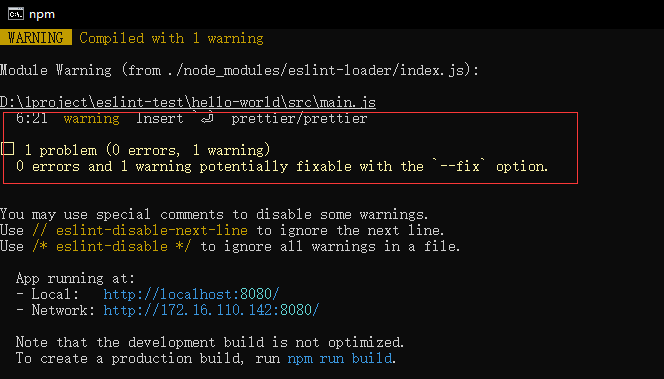 npm
WARNING Compiled with 1 warning
Module Warning (from ./node_modules/eslint-loader/index.js):
D:\1project\eslint-test\hello-world\src\main.js
6:21 warning Insert `⏎ prettier/prettier
1 problem (0 errors, 1 warning)
0 errors and 1 warning potentially fixable with the `--fix` option.
You may use special comments to disable some warnings.
Use // eslint-disable-next-line to ignore the next line.
Use /* eslint-disable */ to ignore all warnings in a file.
App running at:
- Local: http://localhost:8080/
- Network: http://172.16.110.142:8080/
Note that the development build is not optimized.
To create a production build, run npm run build.